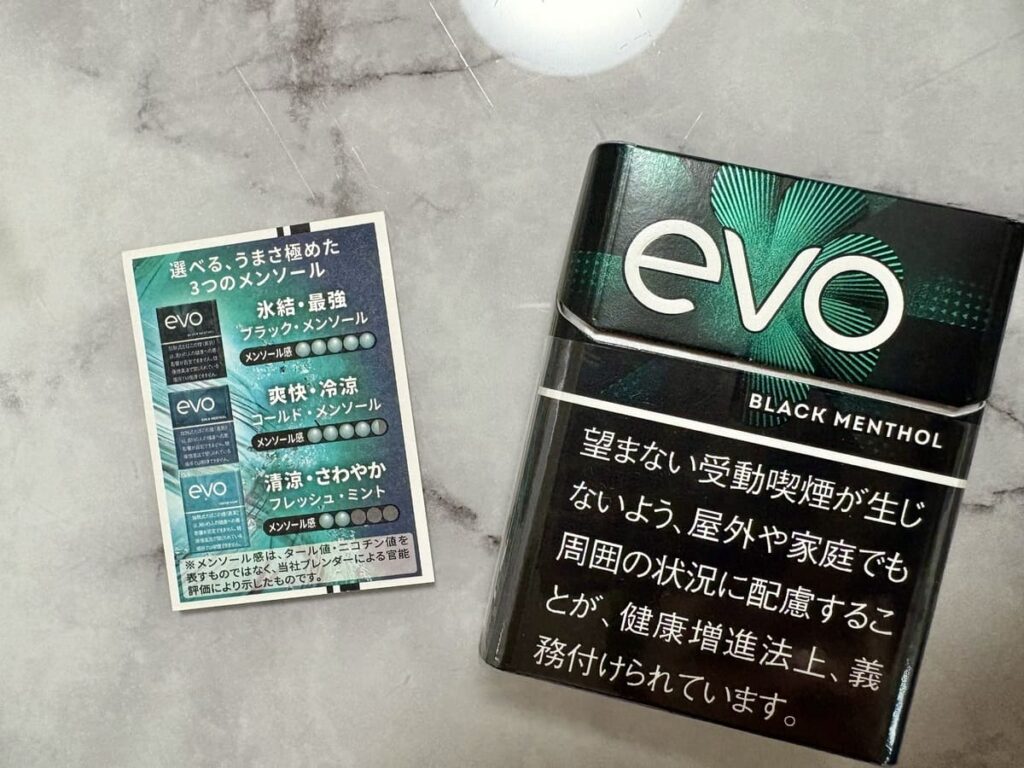 選べる、うまさ極めた
3つのメンソール
氷結・最強
ブラック・メンソール
メンソール感
evo
BLACK MENTHOL
爽快・冷涼
コールド・メンソール
メンソール感
evo
清涼・さわやか
フレッシュ・ミント
メンソール感
evo
※メンソール感は、タール値・ニコチン値を
表すものではなく、当社ブレンダーによる官能
評価により示したものです。
evo
BLACK MENTHOL
望まない受動喫煙が生じ
ないよう、屋外や家庭でも
周囲の状況に配慮するこ
とが、健康増進法上、義
務付けられています。